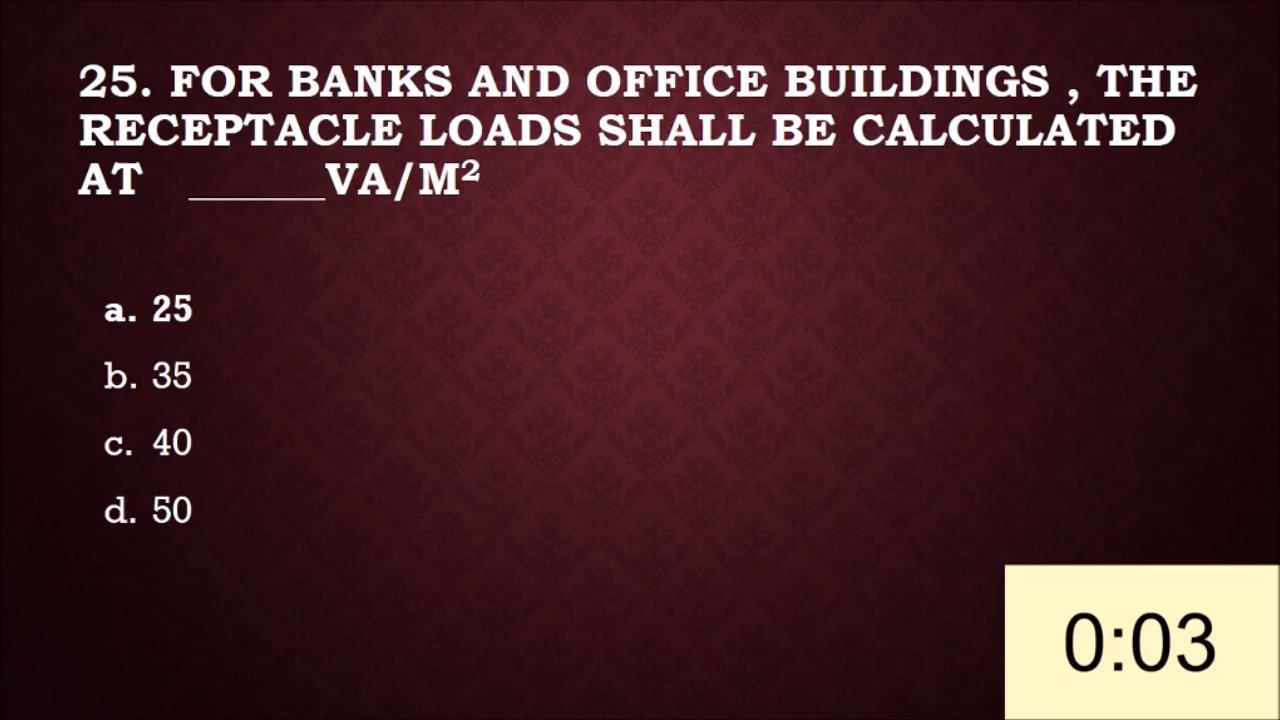 25. FOR BANKS AND OFFICE BUILDINGS , THE
RECEPTACLE LOADS SHALL BE CALCULATED
AT ______VA/M²
a. 25
b. 35
c. 40
d. 50
0:03